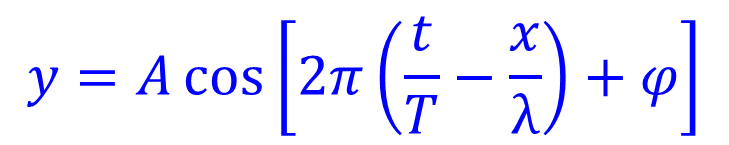 y = A cos [2π (t/T − x/λ) + φ]